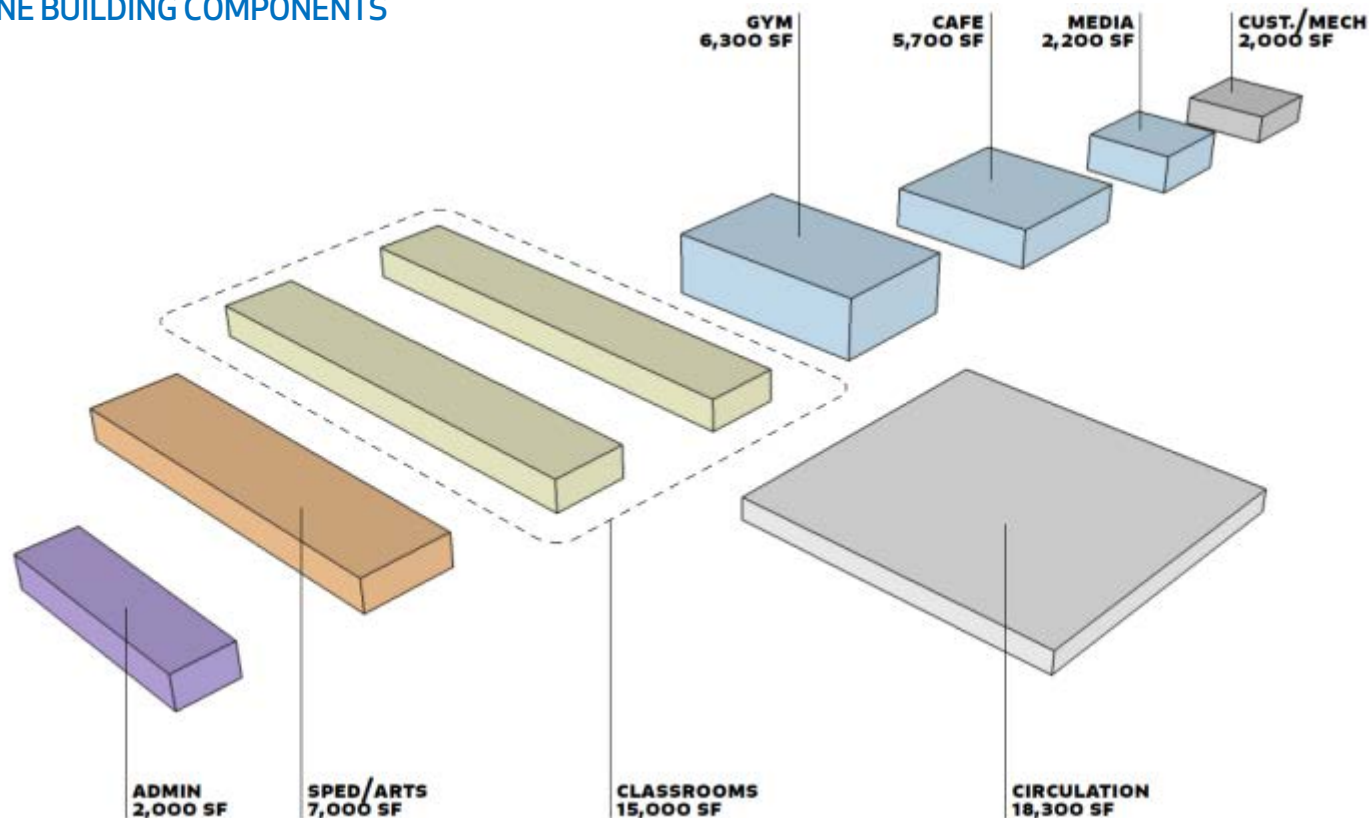 NE BUILDING COMPONENTS
GYM
6,300 SF
CAFE
5,700 SF
MEDIA
2,200 SF
CUST./MECH
2,000 SF
ADMIN
2,000 SF
SPED/ARTS
7,000 SF
CLASSROOMS
15,000 SF
CIRCULATION
18,300 SF